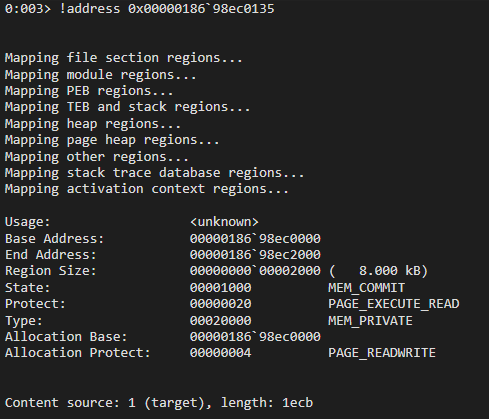 0:003> !address 0x00000186`98ec0135
Mapping file section regions...
Mapping module regions...
Mapping PEB regions...
Mapping TEB and stack regions...
Mapping heap regions...
Mapping page heap regions...
Mapping other regions...
Mapping stack trace database regions...
Mapping activation context regions...
Usage: <unknown>
Base Address: 00000186`98ec0000
End Address: 00000186`98ec2000
Region Size: 00000000`00002000 ( 8.000 kB)
State: 00001000 MEM_COMMIT
Protect: 00000020 PAGE_EXECUTE_READ
Type: 00020000 MEM_PRIVATE
Allocation Base: 00000186`98ec0000
Allocation Protect: 00000004 PAGE_READWRITE
Content source: 1 (target), length: 1ecb